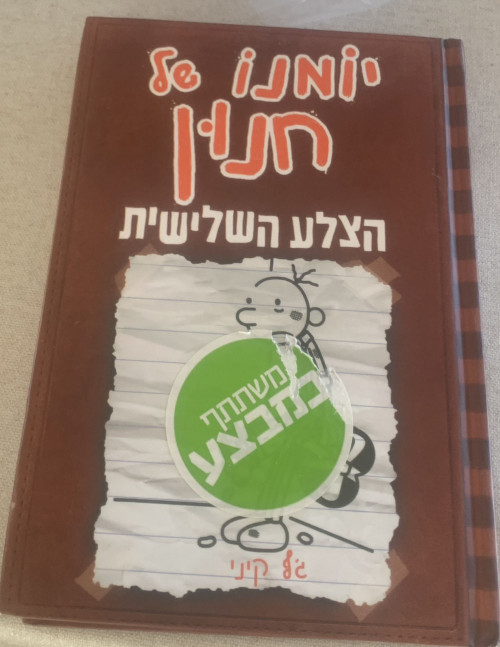 יומנו של
חנון
הצלע השלישית
משתתף
במבצע
ג'ף קיני